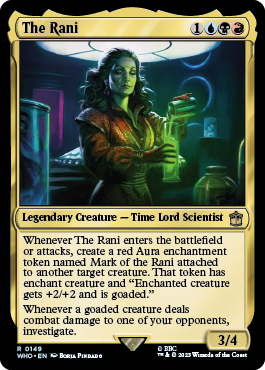 The Rani 1
Legendary Creature — Time Lord Scientist
Whenever The Rani enters the battlefield
or attacks, create a red Aura enchantment
token named Mark of the Rani attached
to another target creature. That token has
enchant creature and “Enchanted creature
gets +2/+2 and is goaded.”
Whenever a goaded creature deals
combat damage to one of your opponents,
investigate.
3/4
R 0149
WHO • EN Borja Pindado
© BBC
™ & © 2023 Wizards of the Coast